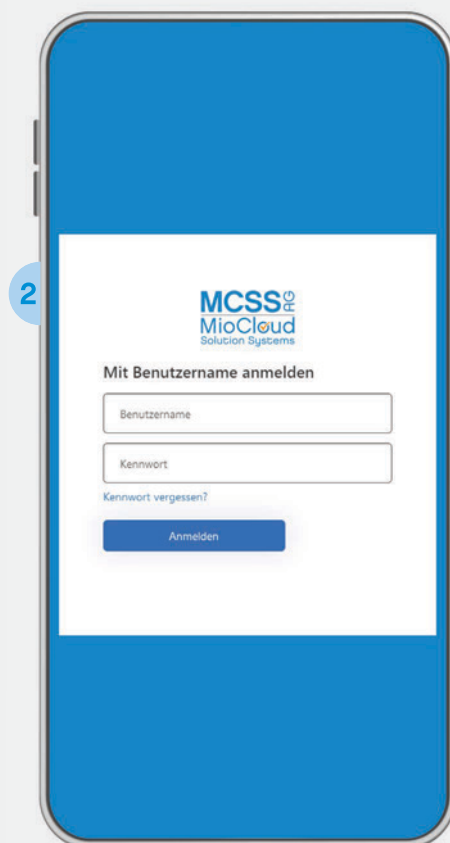 2
MCSS AG
MioCloud
Solution Systems
Mit Benutzername anmelden
Benutzername
Kennwort
Kennwort vergessen?
Anmelden